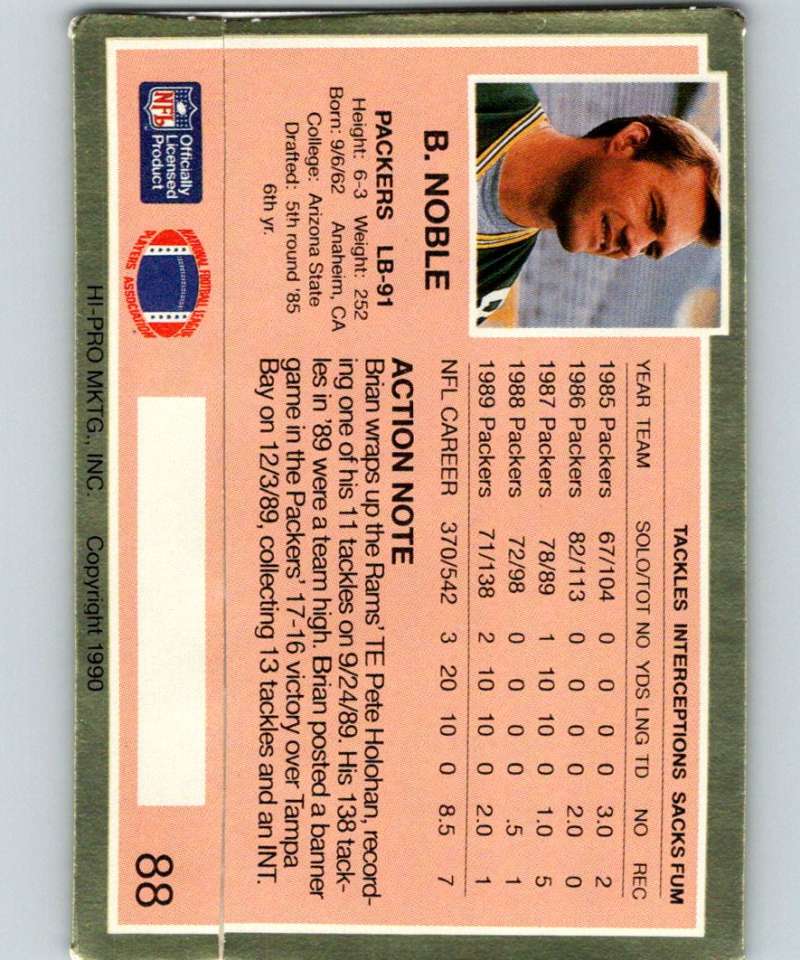 B. NOBLE
PACKERS LB-91
Height: 6-3 Weight: 252
Born: 9/6/62 Anaheim, CA
College: Arizona State
Drafted: 5th round '85
6th yr.
TACKLES INTERCEPTIONS SACKS FUM
YEAR TEAM SOLO/TOT NO YDS LNG TD NO REC
1985 Packers 67/104 0 0 0 0 3.0 2
1986 Packers 82/113 0 0 0 0 2.0 0
1987 Packers 78/89 1 10 10 0 1.0 5
1988 Packers 72/98 0 0 0 0 .5 1
1989 Packers 71/138 2 10 10 0 2.0 1
NFL CAREER 370/542 3 20 10 0 8.5 7
ACTION NOTE
Brian wraps up the Rams' TE Pete Holohan, record-
ing one of his 11 tackles on 9/24/89. His 138 tack-
les in '89 were a team high. Brian posted a banner
game in the Packers' 17-16 victory over Tampa
Bay on 12/3/89, collecting 13 tackles and an INT.
NFL
Officially
Licensed
Product
NATIONAL FOOTBALL LEAGUE
PLAYERS ASSOCIATION
88
HI-PRO MKTG., INC. Copyright 1990